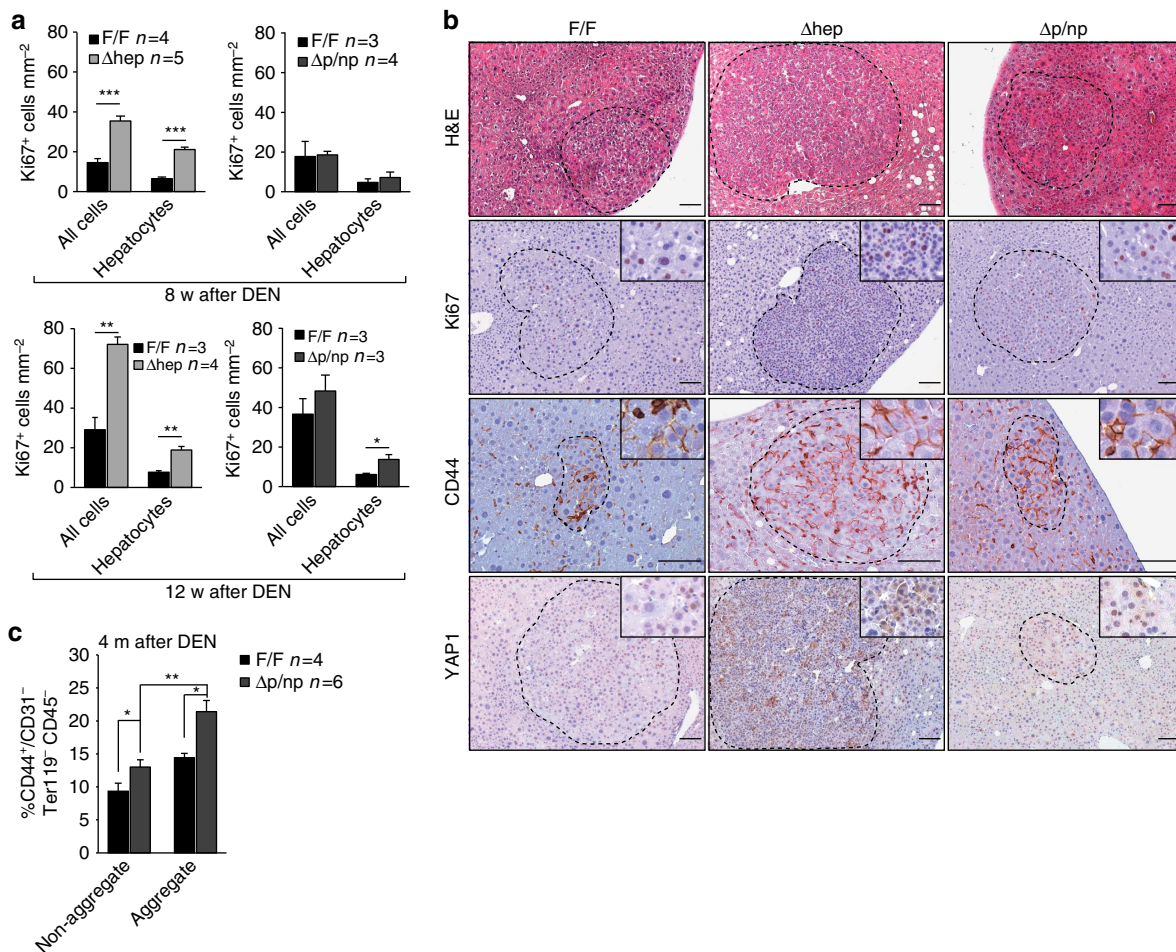 a
F/F n=4
Δhep n=5
80
60
40
20
0
Ki67+ cells mm−2
***
***
All cells
Hepatocytes
F/F n=3
Δp/np n=4
80
60
40
20
0
Ki67+ cells mm−2
All cells
Hepatocytes
8 w after DEN
80
60
40
20
0
Ki67+ cells mm−2
**
F/F n=3
Δhep n=4
**
All cells
Hepatocytes
80
60
40
20
0
Ki67+ cells mm−2
F/F n=3
Δp/np n=3
*
All cells
Hepatocytes
12 w after DEN
b
F/F
Δhep
Δp/np
H&E
Ki67
CD44
YAP1
c
4 m after DEN
30
25
20
15
10
5
0
%CD44+/CD31−
Ter119− CD45−
F/F n=4
Δp/np n=6
**
*
*
Non-aggregate
Aggregate